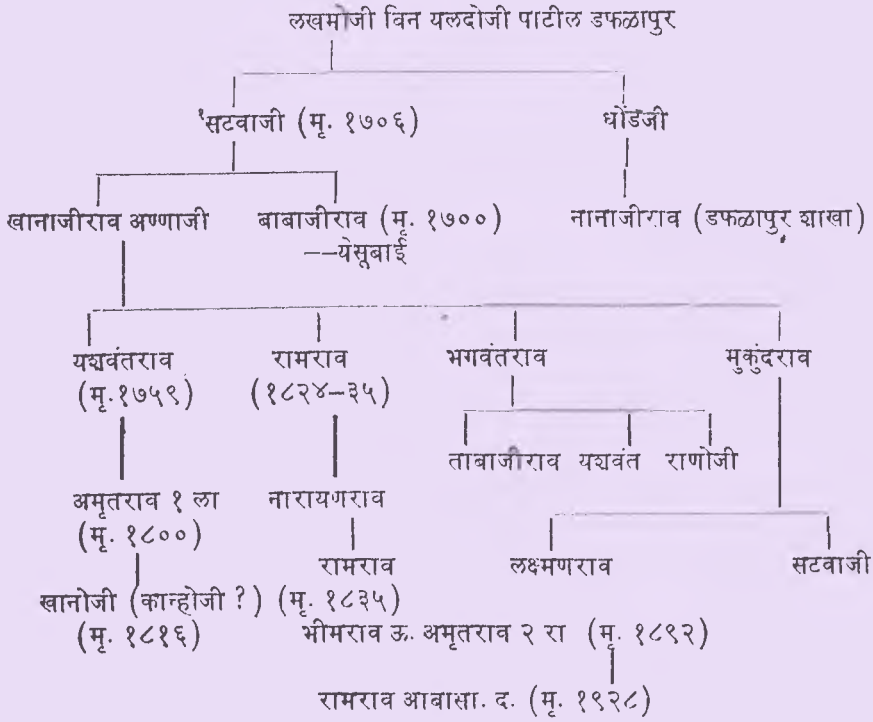 लखमोजी विन यलदोजी पाटील डफळापुर
१सटवाजी (मृ. १७०६) धोंडजी
खानाजीराव अण्णाजी बाबाजीराव (मृ. १७००) नानाजीराव (डफळापुर शाखा)
——येसूबाई
यशवंतराव रामराव भगवंतराव मुकुंदराव
(मृ.१७५९) (१८२४–३५)
ताबाजीराव यशवंत राणोजी
अमृतराव १ ला नारायणराव
(मृ. १८००)
रामराव लक्ष्मणराव सटवाजी
खानोजी (कान्होजी ?) (मृ. १८३५)
(मृ. १८१६) भीमराव ऊ. अमृतराव २ रा (मृ. १८९२)
रामराव आबासा. द. (मृ. १९२८)